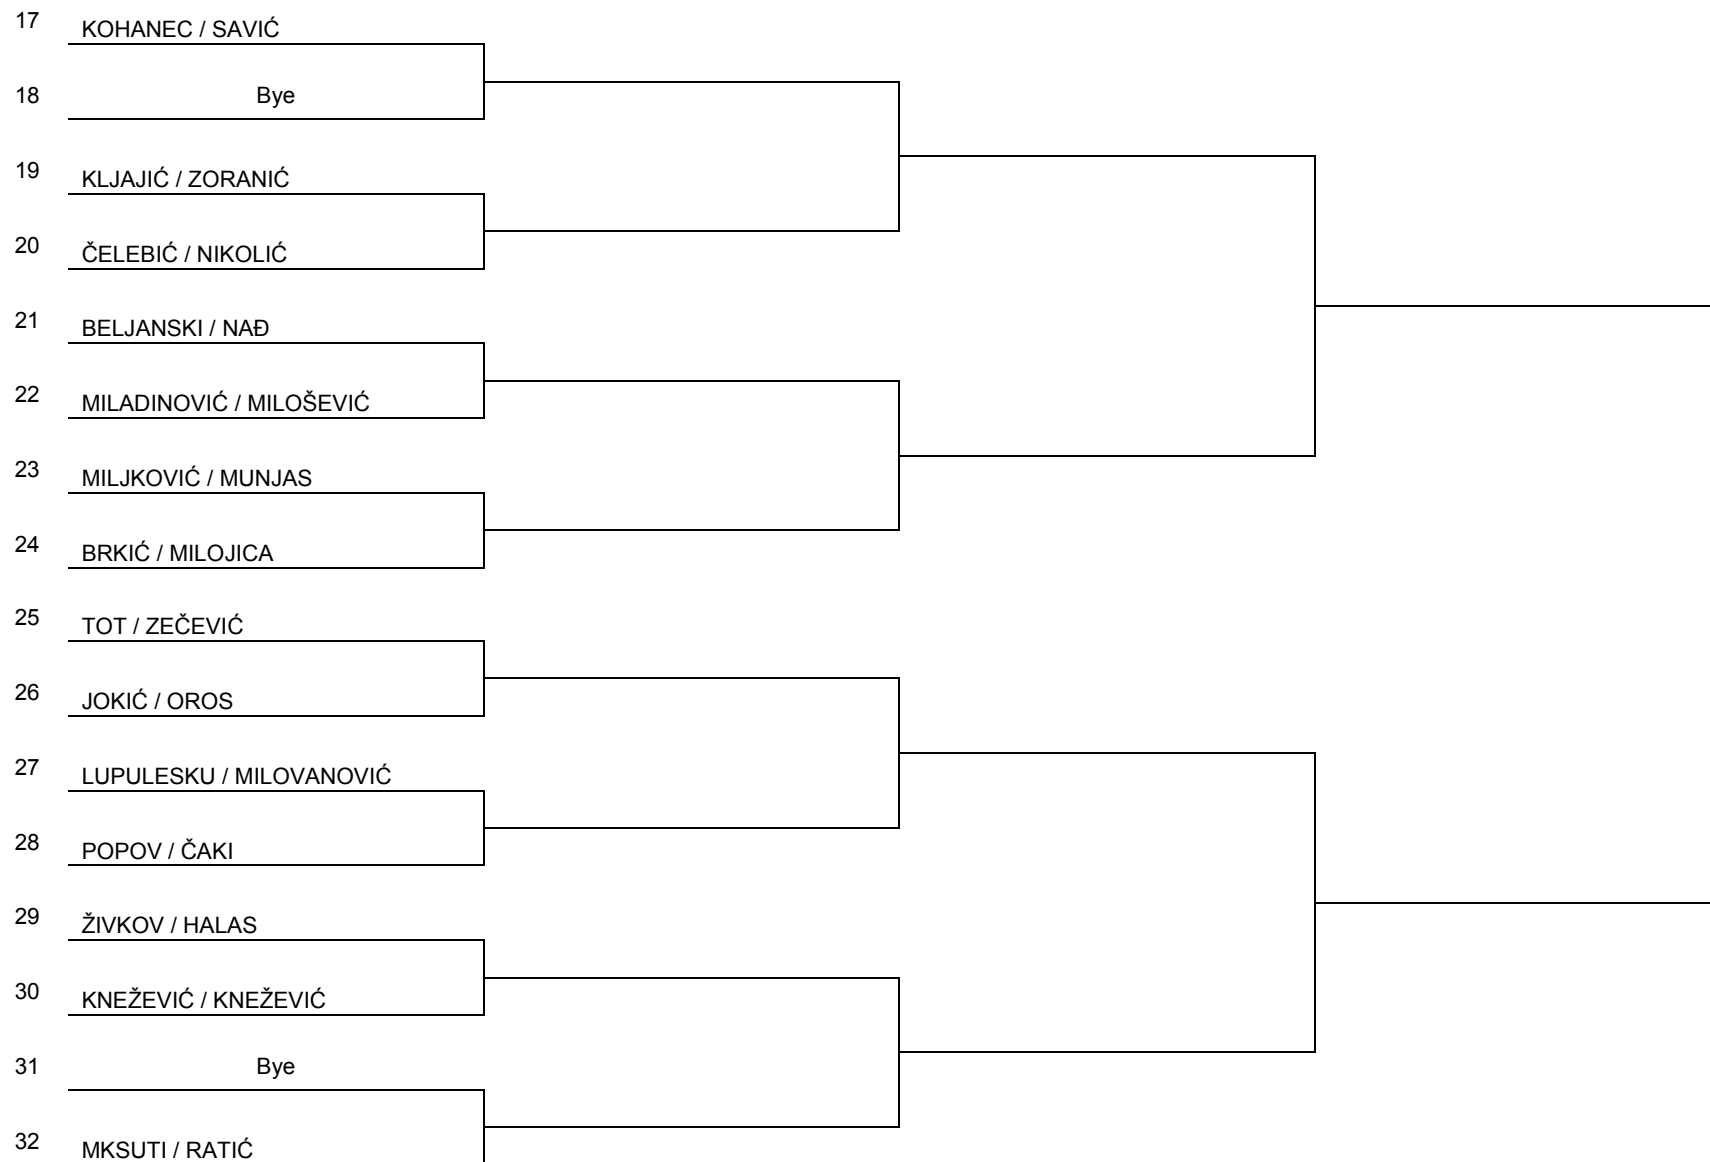 17 KOHANEC / SAVIĆ
18 Bye
19 KLJAJIĆ / ZORANIĆ
20 ČELEBIĆ / NIKOLIĆ
21 BELJANSKI / NAĐ
22 MILADINOVIĆ / MILOŠEVIĆ
23 MILJKOVIĆ / MUNJAS
24 BRKIĆ / MILOJICA
25 TOT / ZEČEVIĆ
26 JOKIĆ / OROS
27 LUPULESKU / MILOVANOVIĆ
28 POPOV / ČAKI
29 ŽIVKOV / HALAS
30 KNEŽEVIĆ / KNEŽEVIĆ
31 Bye
32 MKSUTI / RATIĆ